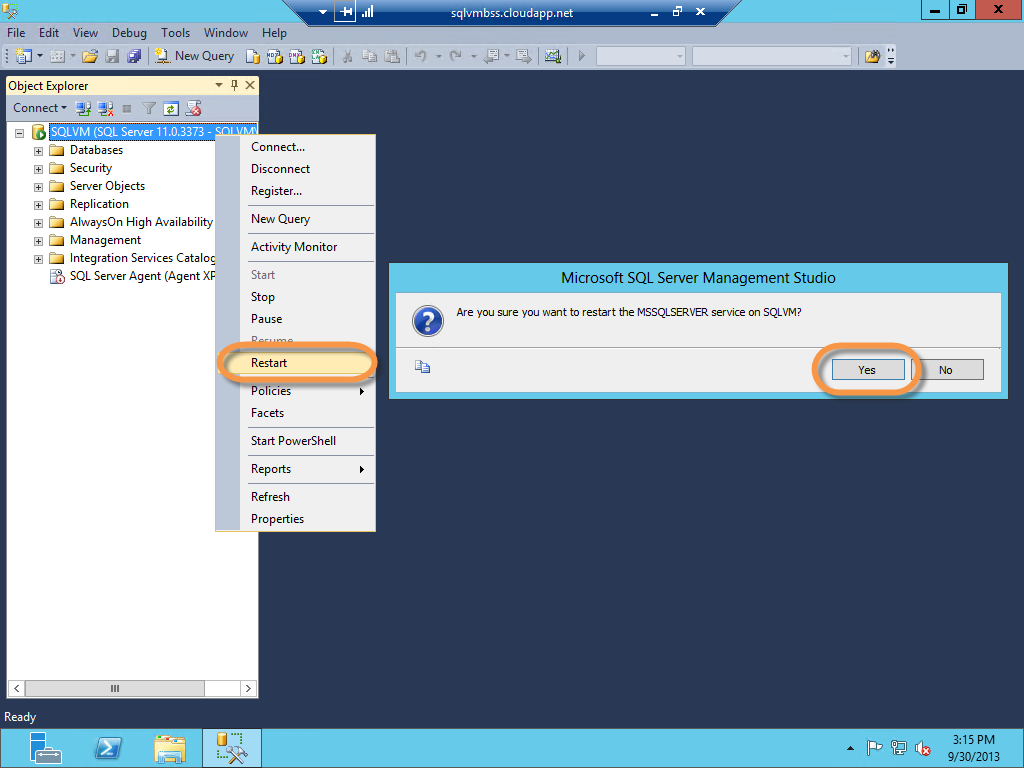 sqlvmbss.cloudapp.net
File Edit View Debug Tools Window Help
New Query
Object Explorer
Connect
SQLVM (SQL Server 11.0.3373 - SQLVM\
Databases
Security
Server Objects
Replication
AlwaysOn High Availability
Management
Integration Services Catalog
SQL Server Agent (Agent XP
Connect...
Disconnect
Register...
New Query
Activity Monitor
Start
Stop
Pause
Resume
Restart
Policies
Facets
Start PowerShell
Reports
Refresh
Properties
Microsoft SQL Server Management Studio
Are you sure you want to restart the MSSQLSERVER service on SQLVM?
Yes No
Ready
3:15 PM
9/30/2013